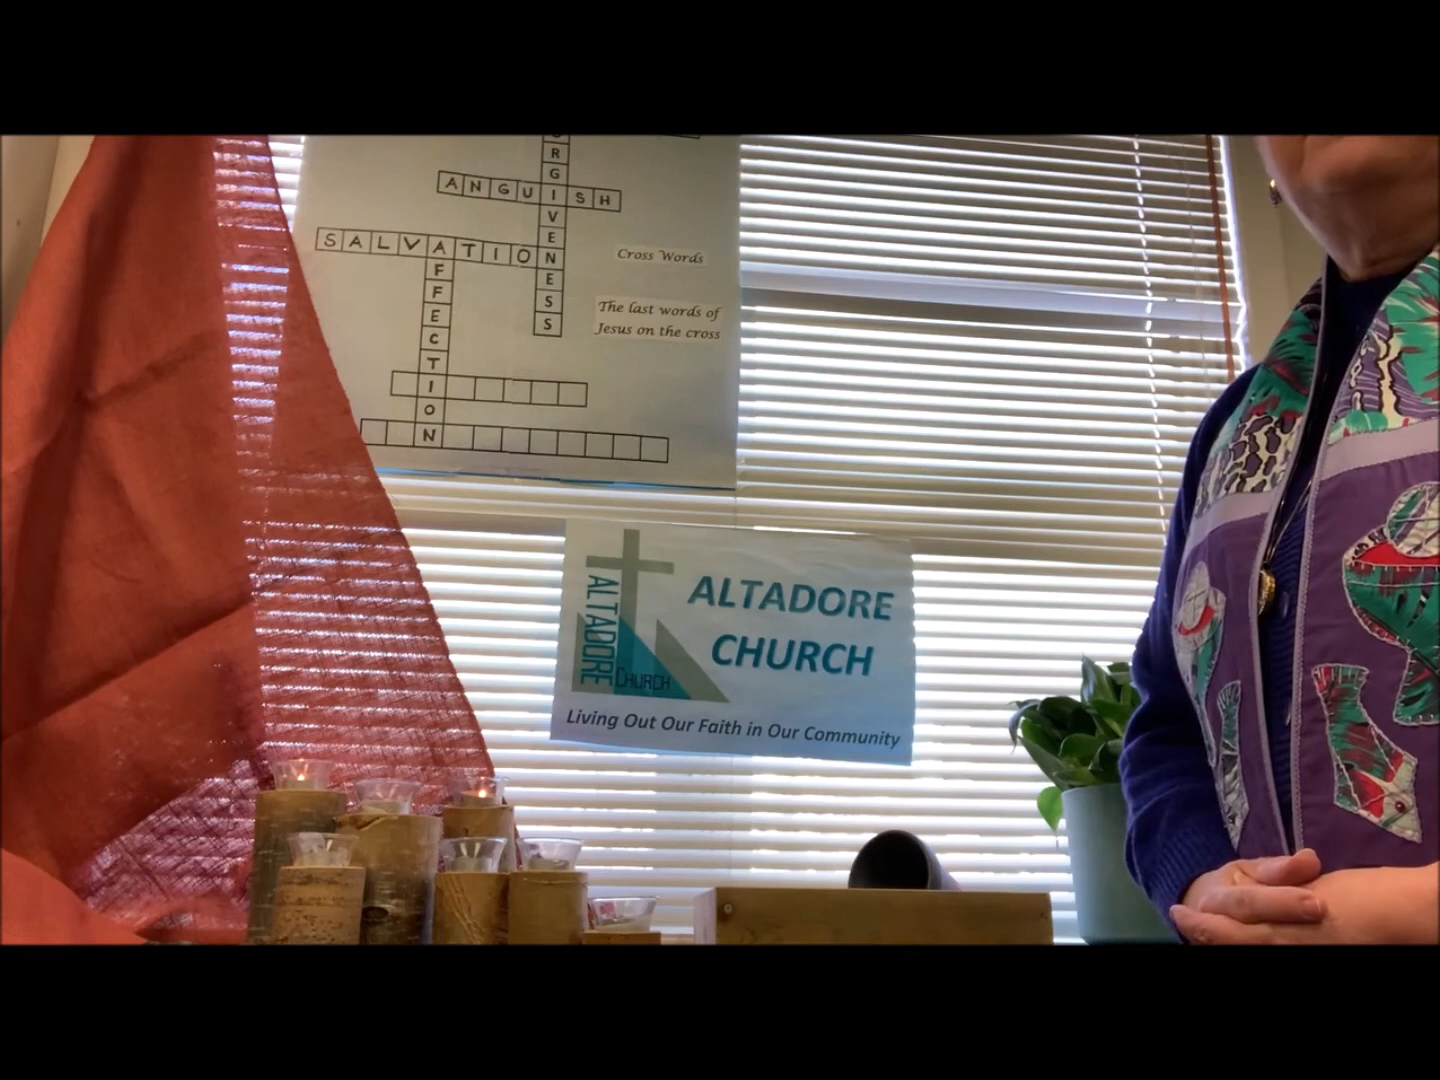 ORGIVENESS
ANGUISH
SALVATION
AFFECTION
Cross Words
The last words of
Jesus on the cross
ALTADORE
CHURCH
ALTADORE
CHURCH
Living Out Our Faith in Our Community